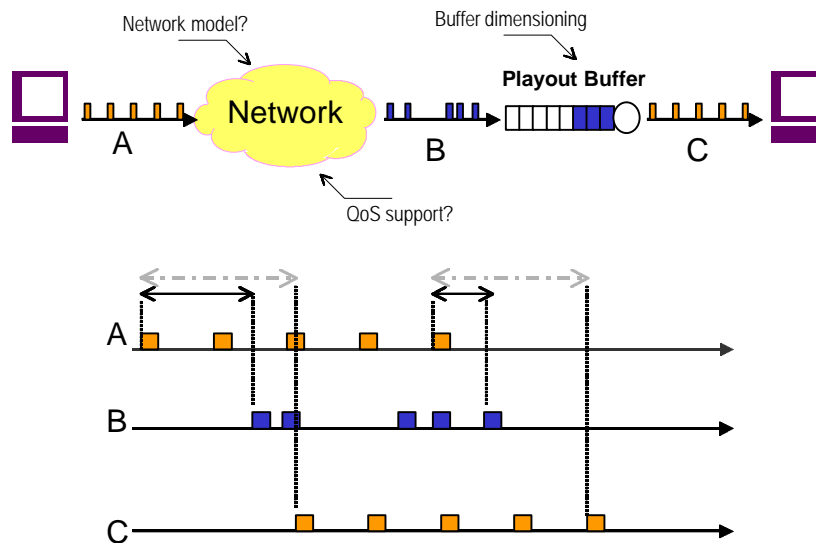 Network model?
Buffer dimensioning
Playout Buffer
Network
A
B
C
QoS support?
A
B
C